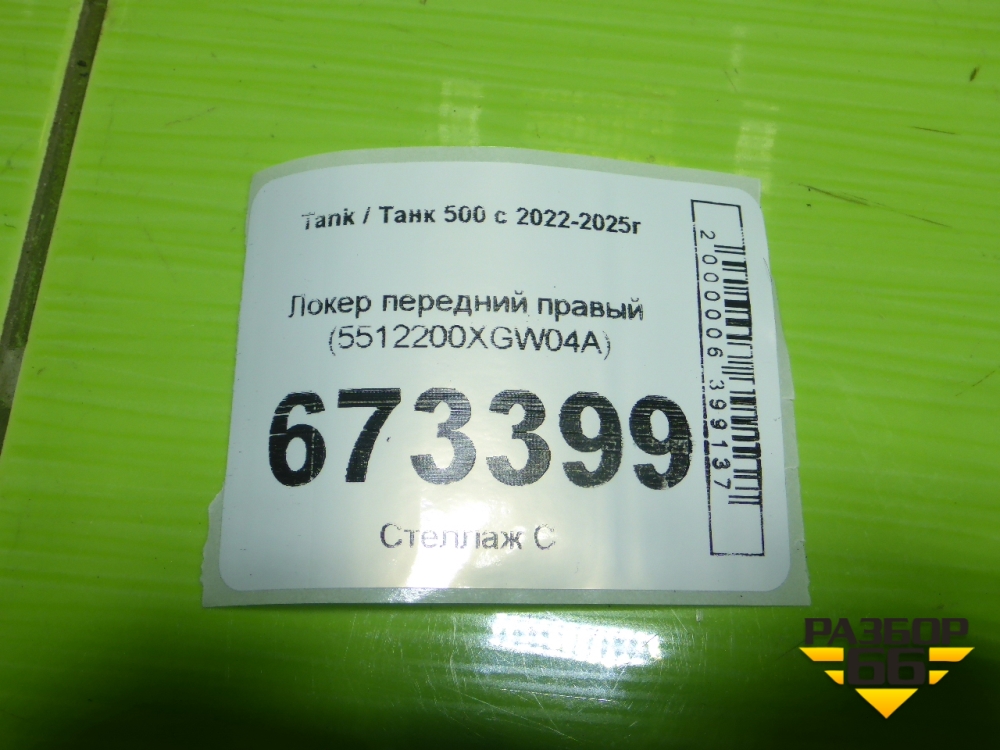 Tank / Танк 500 с 2022-2025г
Локер передний правый
(5512200XGW04A)
673399
Стеллаж С
2000006399137
РАЗБОР
66